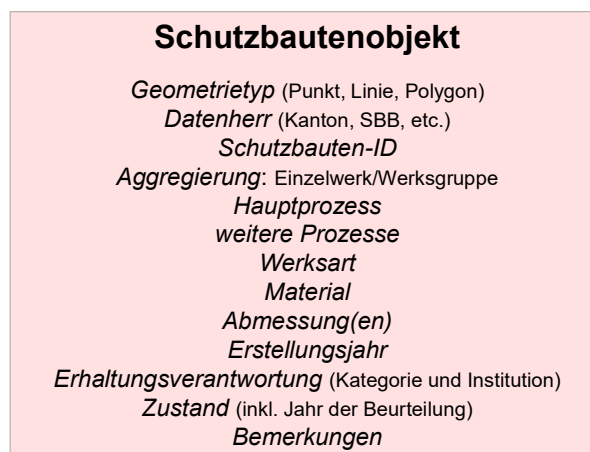 Schutzbautenobjekt
Geometrietyp (Punkt, Linie, Polygon)
Datenherr (Kanton, SBB, etc.)
Schutzbauten-ID
Aggregierung: Einzelwerk/Werksgruppe
Hauptprozess
weitere Prozesse
Werksart
Material
Abmessung(en)
Erstellungsjahr
Erhaltungsverantwortung (Kategorie und Institution)
Zustand (inkl. Jahr der Beurteilung)
Bemerkungen